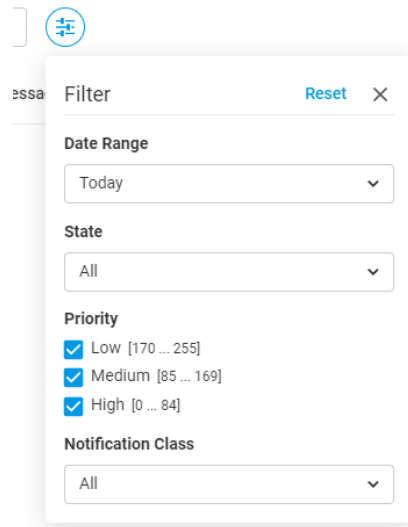 Filter Reset
Date Range
Today
State
All
Priority
Low [170 ... 255]
Medium [85 ... 169]
High [0 ... 84]
Notification Class
All